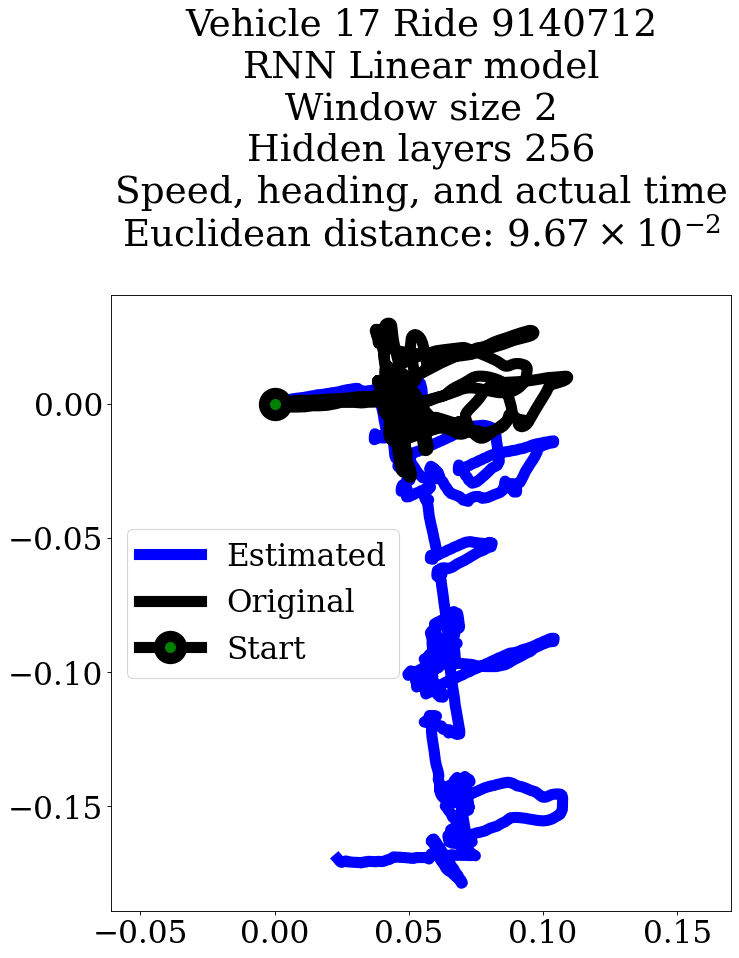 Vehicle 17 Ride 9140712
RNN Linear model
Window size 2
Hidden layers 256
Speed, heading, and actual time
Euclidean distance: 9.67 × 10⁻²
0.00
−0.05
−0.10
−0.15
Estimated
Original
Start
−0.05 0.00 0.05 0.10 0.15